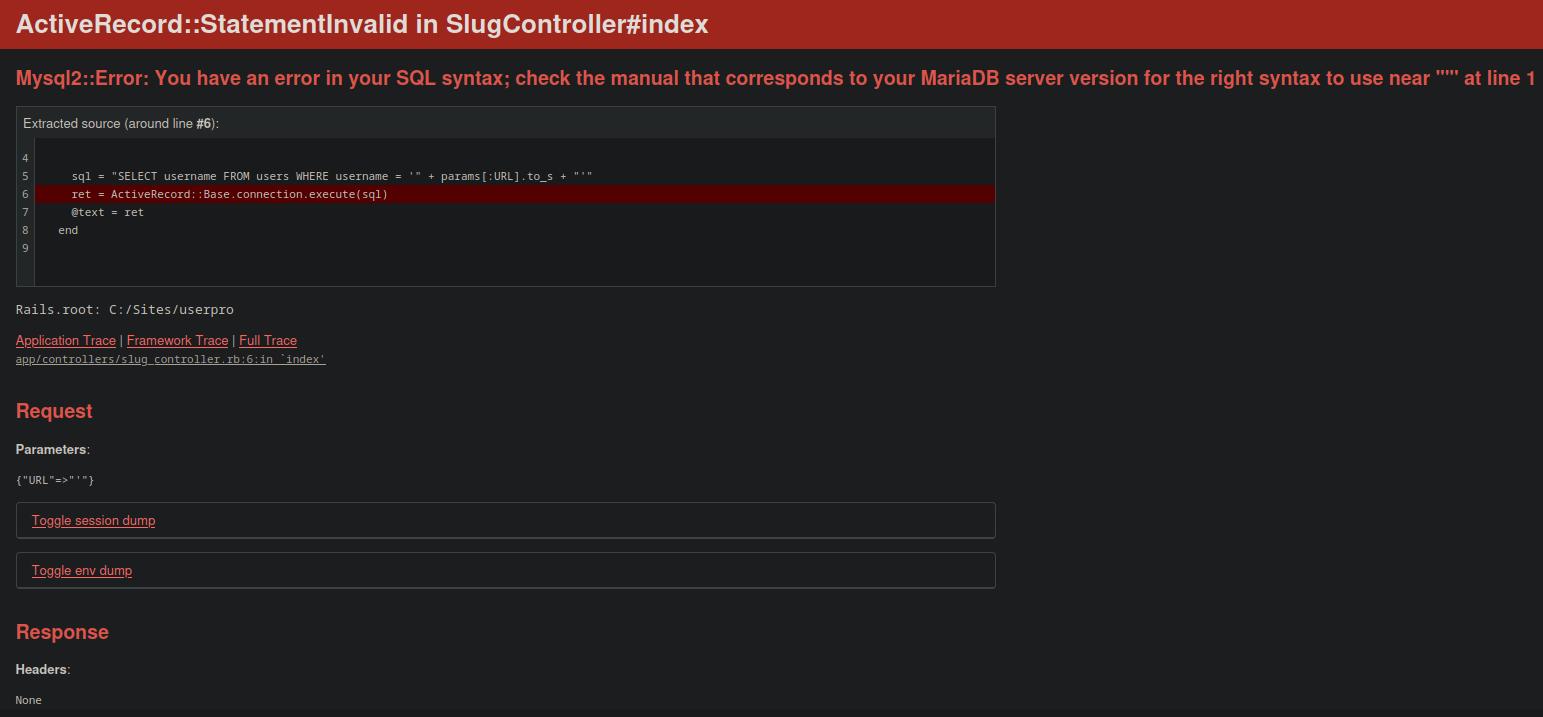 ActiveRecord::StatementInvalid in SlugController#index
Mysql2::Error: You have an error in your SQL syntax; check the manual that corresponds to your MariaDB server version for the right syntax to use near ''''' at line 1
Extracted source (around line #6):
4
5 sql = "SELECT username FROM users WHERE username = '" + params[:URL].to_s + "'"
6 ret = ActiveRecord::Base.connection.execute(sql)
7 @text = ret
8 end
9
Rails.root: C:/Sites/userpro
Application Trace | Framework Trace | Full Trace
app/controllers/slug_controller.rb:6:in `index'
Request
Parameters:
{"URL"=>"'"}
Toggle session dump
Toggle env dump
Response
Headers:
None